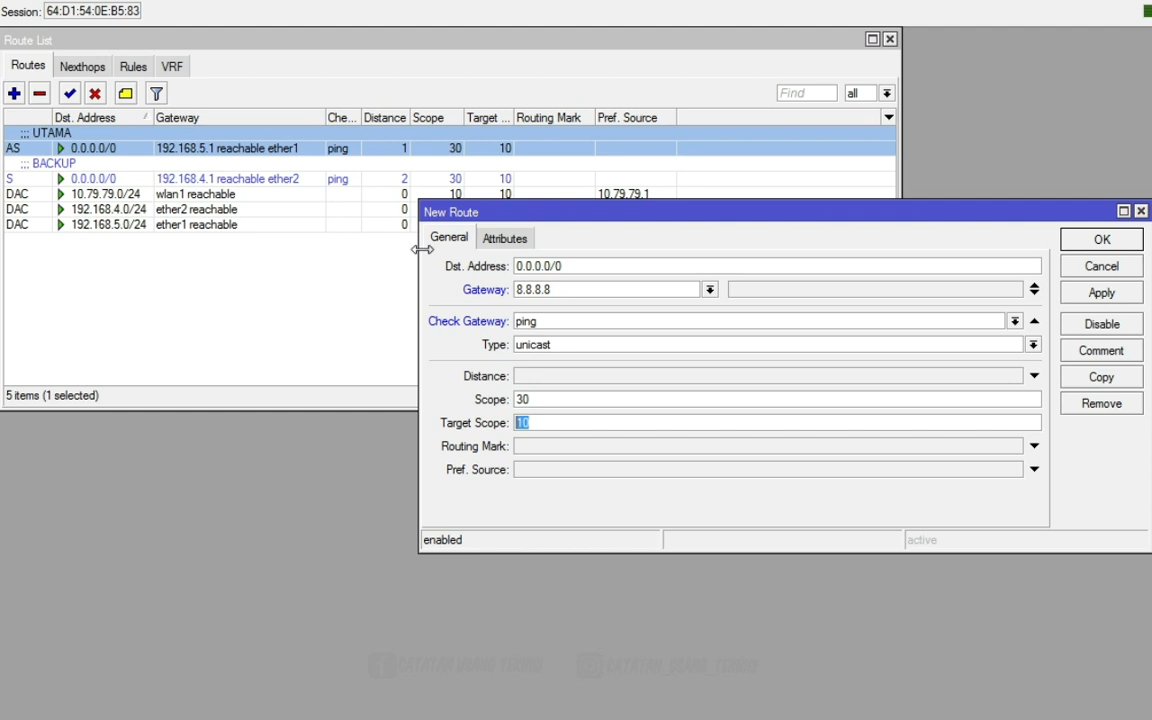 Session: 64:D1:54:0E:B5:83
Route List
Routes Nexthops Rules VRF
Find all
Dst. Address Gateway Che... Distance Scope Target ... Routing Mark Pref. Source
;;; UTAMA
AS 0.0.0.0/0 192.168.5.1 reachable ether1 ping 1 30 10
;;; BACKUP
S 0.0.0.0/0 192.168.4.1 reachable ether2 ping 2 30 10
DAC 10.79.79.0/24 wlan1 reachable 0 10 10 10.79.79.1
DAC 192.168.4.0/24 ether2 reachable 0
DAC 192.168.5.0/24 ether1 reachable 0
5 items (1 selected)
New Route
General Attributes
Dst. Address: 0.0.0.0/0
Gateway: 8.8.8.8
Check Gateway: ping
Type: unicast
Distance:
Scope: 30
Target Scope: 10
Routing Mark:
Pref. Source:
OK
Cancel
Apply
Disable
Comment
Copy
Remove
enabled active